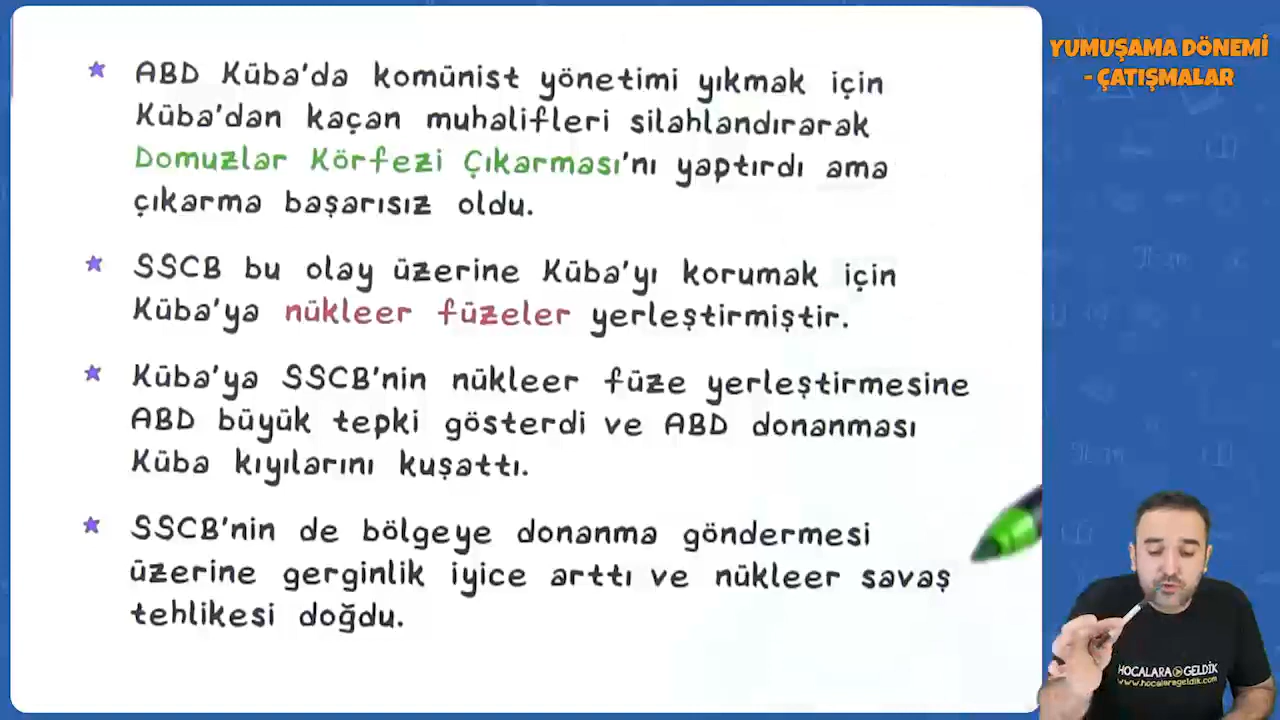 YUMUŞAMA DÖNEMİ
- ÇATIŞMALAR
ABD Küba'da komünist yönetimi yıkmak için
Küba'dan kaçan muhalifleri silahlandırarak
Domuzlar Körfezi Çıkarması'nı yaptırdı ama
çıkarma başarısız oldu.
SSCB bu olay üzerine Küba'yı korumak için
Küba'ya nükleer füzeler yerleştirmiştir.
Küba'ya SSCB'nin nükleer füze yerleştirmesine
ABD büyük tepki gösterdi ve ABD donanması
Küba kıyılarını kuşattı.
SSCB'nin de bölgeye donanma göndermesi
üzerine gerginlik iyice arttı ve nükleer savaş
tehlikesi doğdu.
HOCALARA GELDİK
www.hocalarageldik.com